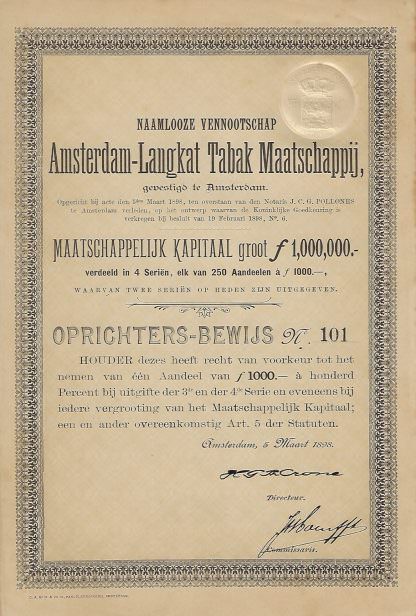 NAAMLOOZE VENNOOTSCHAP
Amsterdam-Langkat Tabak Maatschappij,
gevestigd te Amsterdam.
Opgericht bij acte den 5den Maart 1898, ten overstaan van den Notaris J. C. G. POLLONES
te Amsterdam verleden, op het ontwerp waarvan de Koninklijke Goedkeuring is
verkregen bij besluit van 19 Februari 1898, No. 6.
MAATSCHAPPELIJK KAPITAAL groot ƒ 1,000,000.-
verdeeld in 4 Seriën, elk van 250 Aandeelen à ƒ 1000.—,
WAARVAN TWEE SERIËN OP HEDEN ZIJN UITGEGEVEN.
OPRICHTERS-BEWIJS No. 101
HOUDER dezes heeft recht van voorkeur tot het
nemen van één Aandeel van ƒ 1000.— à honderd
Percent bij uitgifte der 3de en der 4de Serie en eveneens bij
iedere vergrooting van het Maatschappelijk Kapitaal;
een en ander overeenkomstig Art. 5 der Statuten.
Amsterdam, 5 Maart 1898.
Directeur.
Commissaris.